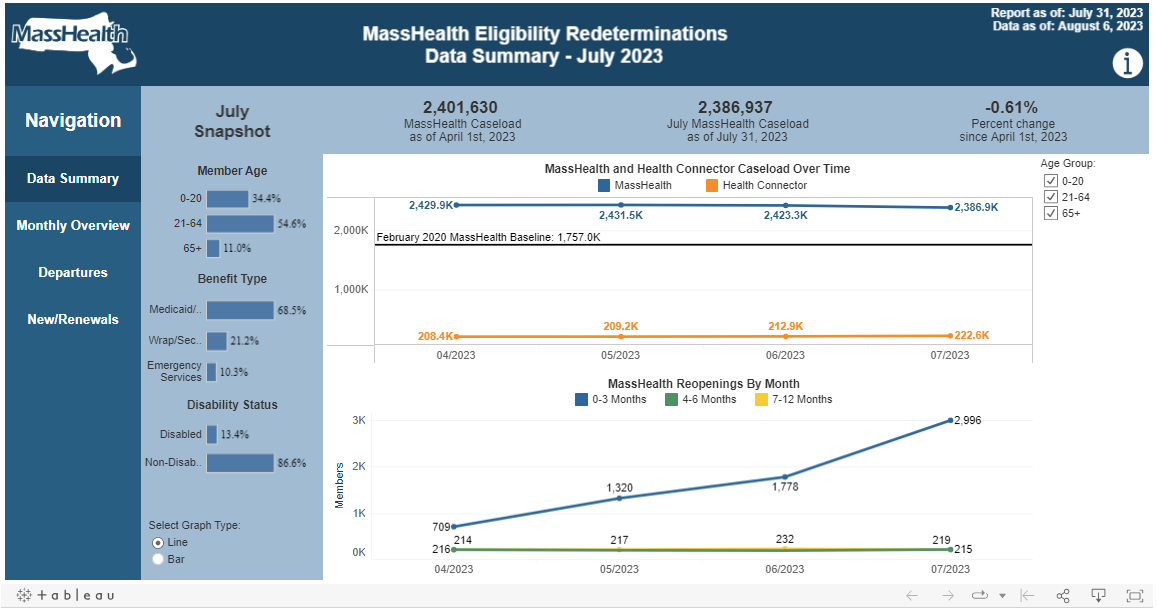 MassHealth
MassHealth Eligibility Redeterminations
Data Summary - July 2023
Report as of: July 31, 2023
Data as of: August 6, 2023
i
Navigation
Data Summary
Monthly Overview
Departures
New/Renewals
July
Snapshot
2,401,630
MassHealth Caseload
as of April 1st, 2023
2,386,937
July MassHealth Caseload
as of July 31, 2023
-0.61%
Percent change
since April 1st, 2023
Member Age
0-20 34.4%
21-64 54.6%
65+ 11.0%
Benefit Type
Medicaid/.. 68.5%
Wrap/Sec.. 21.2%
Emergency
Services 10.3%
Disability Status
Disabled 13.4%
Non-Disab.. 86.6%
Select Graph Type:
Line
Bar
MassHealth and Health Connector Caseload Over Time
MassHealth Health Connector
2,429.9K 2,431.5K 2,423.3K 2,386.9K
2,000K
February 2020 MassHealth Baseline: 1,757.0K
1,000K
208.4K 209.2K 212.9K 222.6K
04/2023 05/2023 06/2023 07/2023
Age Group:
0-20
21-64
65+
MassHealth Reopenings By Month
0-3 Months 4-6 Months 7-12 Months
Members
3K
2K
1K
0K
709 1,320 1,778 2,996
214 217 232 219
216 215
04/2023 05/2023 06/2023 07/2023
+ a b l e a u